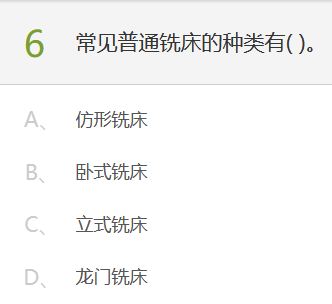 6 常见普通铣床的种类有( )。
A、 仿形铣床
B、 卧式铣床
C、 立式铣床
D、 龙门铣床